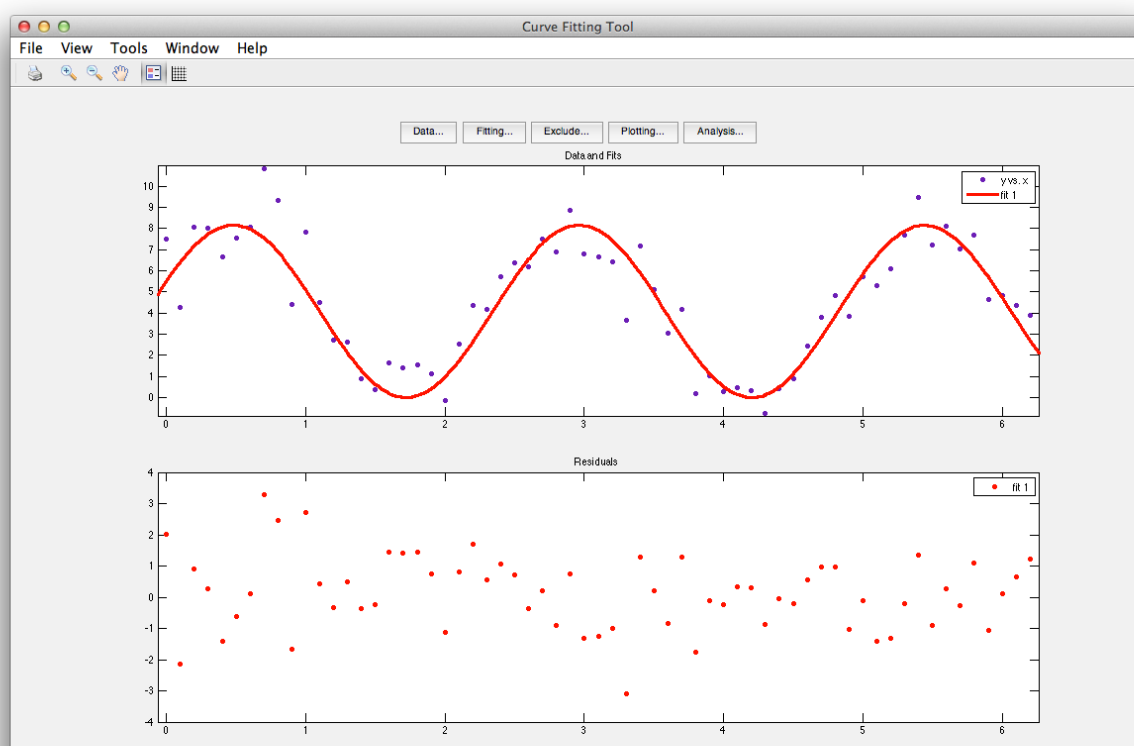 Curve Fitting Tool
File View Tools Window Help
Data... Fitting... Exclude... Plotting... Analysis...
Data and Fits
y vs. x
fit 1
10
9
8
7
6
5
4
3
2
1
0
0 1 2 3 4 5 6
Residuals
fit 1
4
3
2
1
0
-1
-2
-3
-4
0 1 2 3 4 5 6